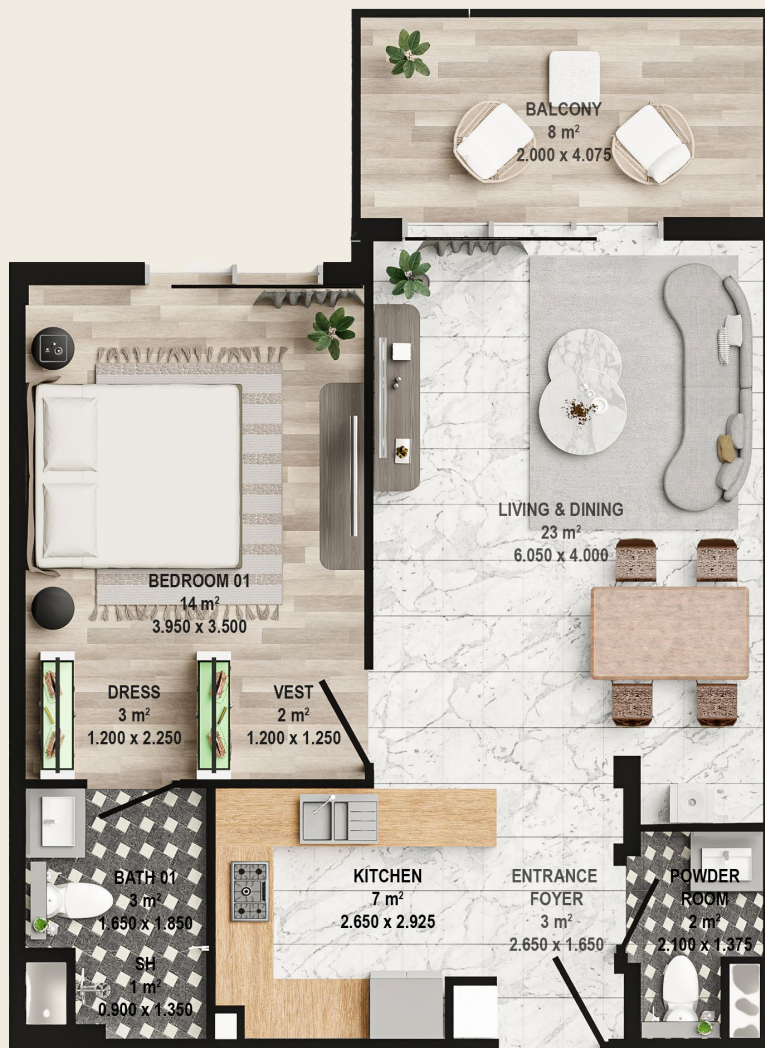 BALCONY
8 m²
2.000 x 4.075
LIVING & DINING
23 m²
6.050 x 4.000
BEDROOM 01
14 m²
3.950 x 3.500
DRESS
3 m²
1.200 x 2.250
VEST
2 m²
1.200 x 1.250
BATH 01
3 m²
1.650 x 1.850
SH
1 m²
0.900 x 1.350
KITCHEN
7 m²
2.650 x 2.925
ENTRANCE
FOYER
3 m²
2.650 x 1.650
POWDER
ROOM
2 m²
2.100 x 1.375